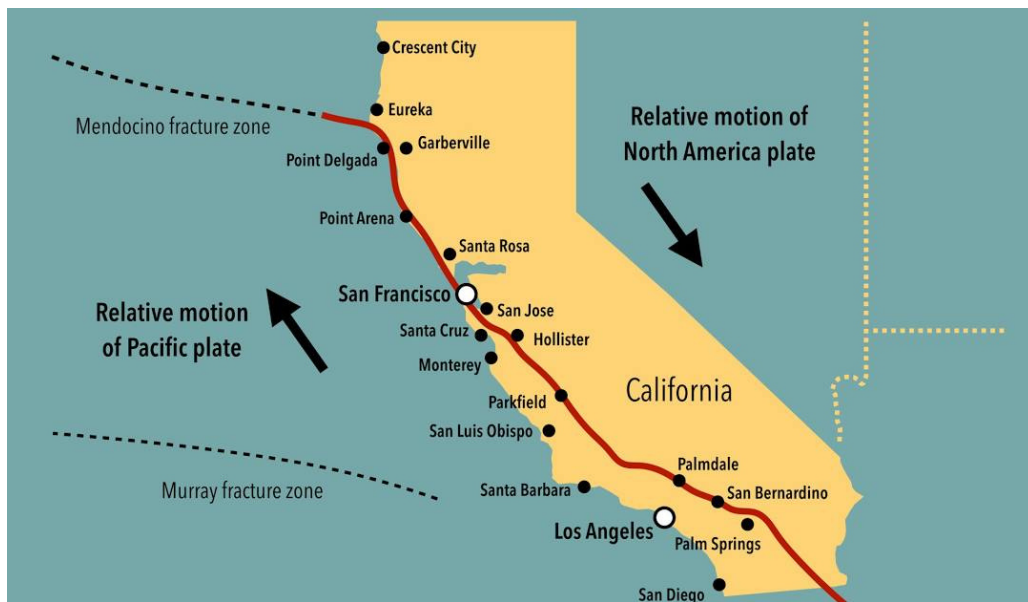 Crescent City
Eureka
Mendocino fracture zone
Garberville
Point Delgada
Relative motion of
North America plate
Point Arena
Santa Rosa
San Francisco
San Jose
Relative motion
of Pacific plate
Santa Cruz
Hollister
Monterey
California
Parkfield
San Luis Obispo
Palmdale
Murray fracture zone
Santa Barbara
San Bernardino
Los Angeles
Palm Springs
San Diego